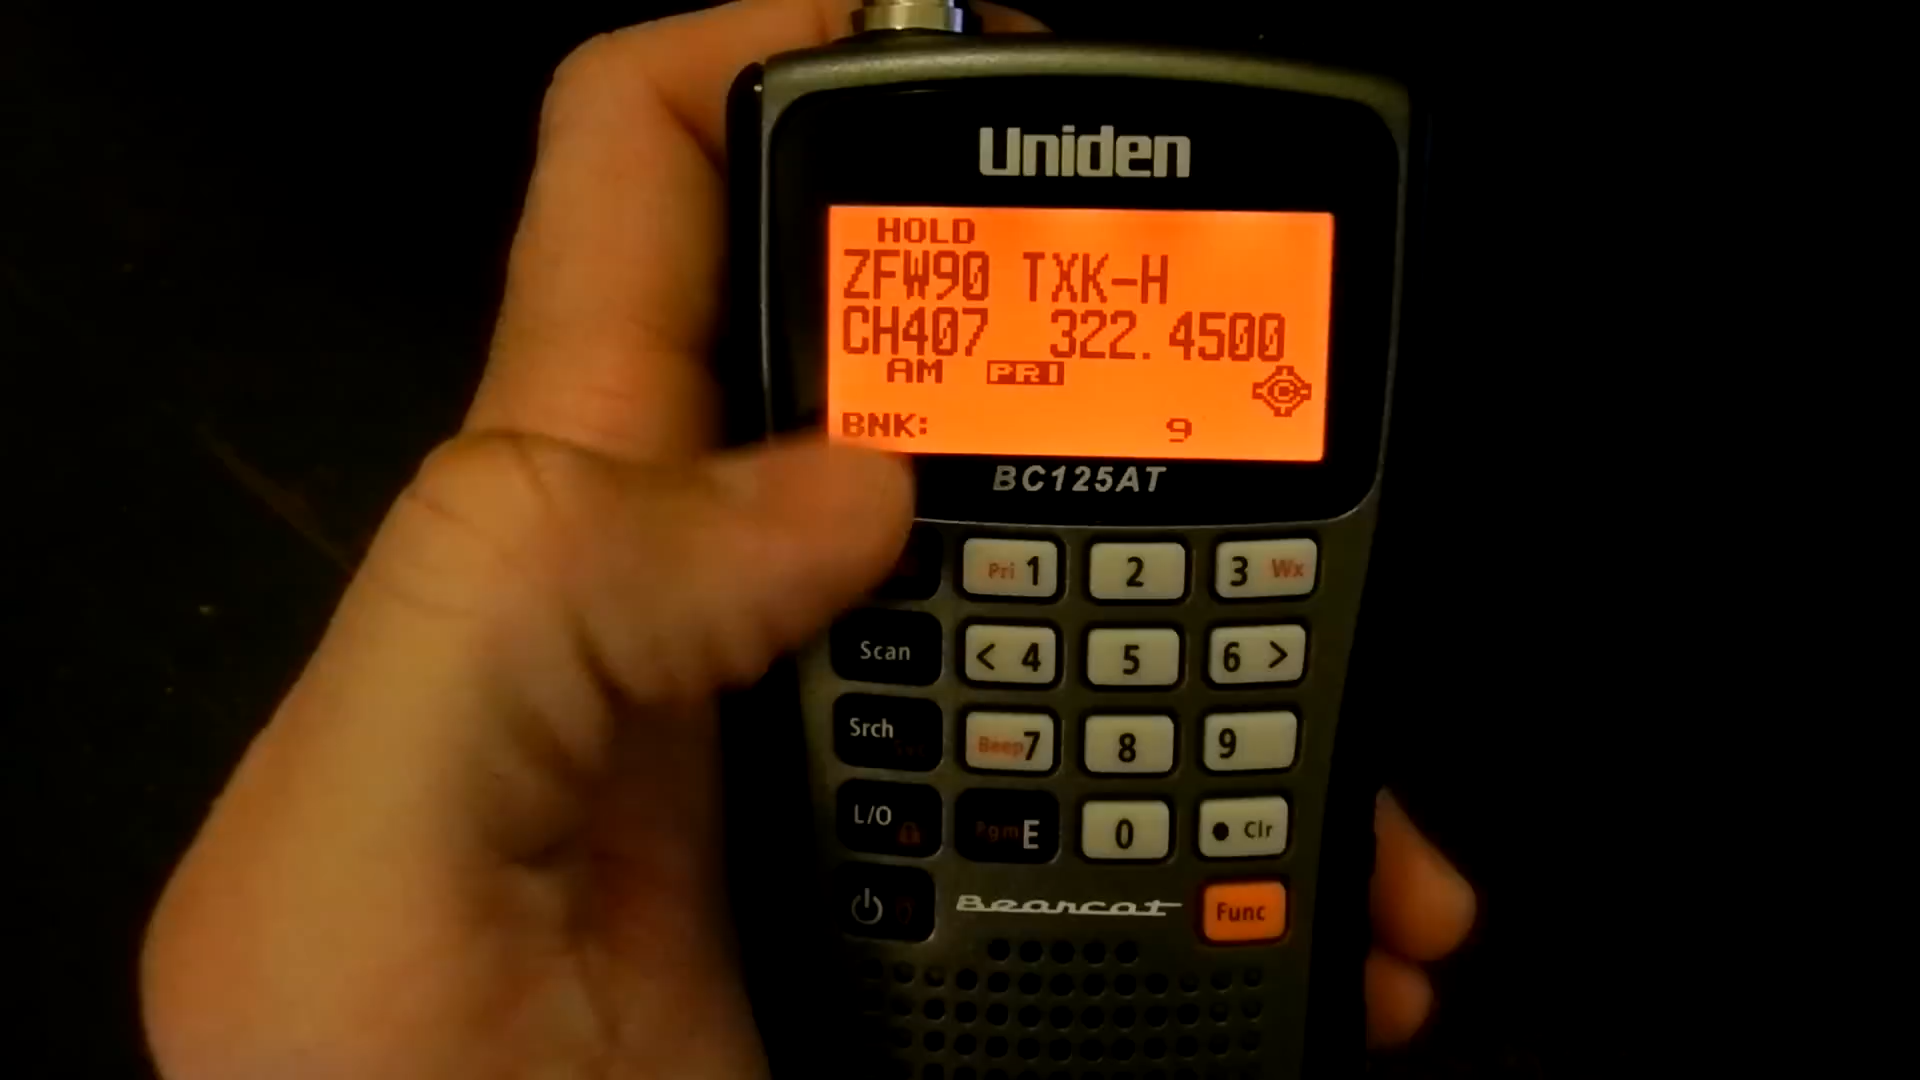 Uniden
HOLD
ZFW90 TXK-H
CH407 322.4500
AM PRI
C
BNK: 9
BC125AT
Pri 1 2 3 Wx
Scan < 4 5 6 >
Srch Beep 7 8 9
L/O Pgm E 0 • Clr
Bearcat Func